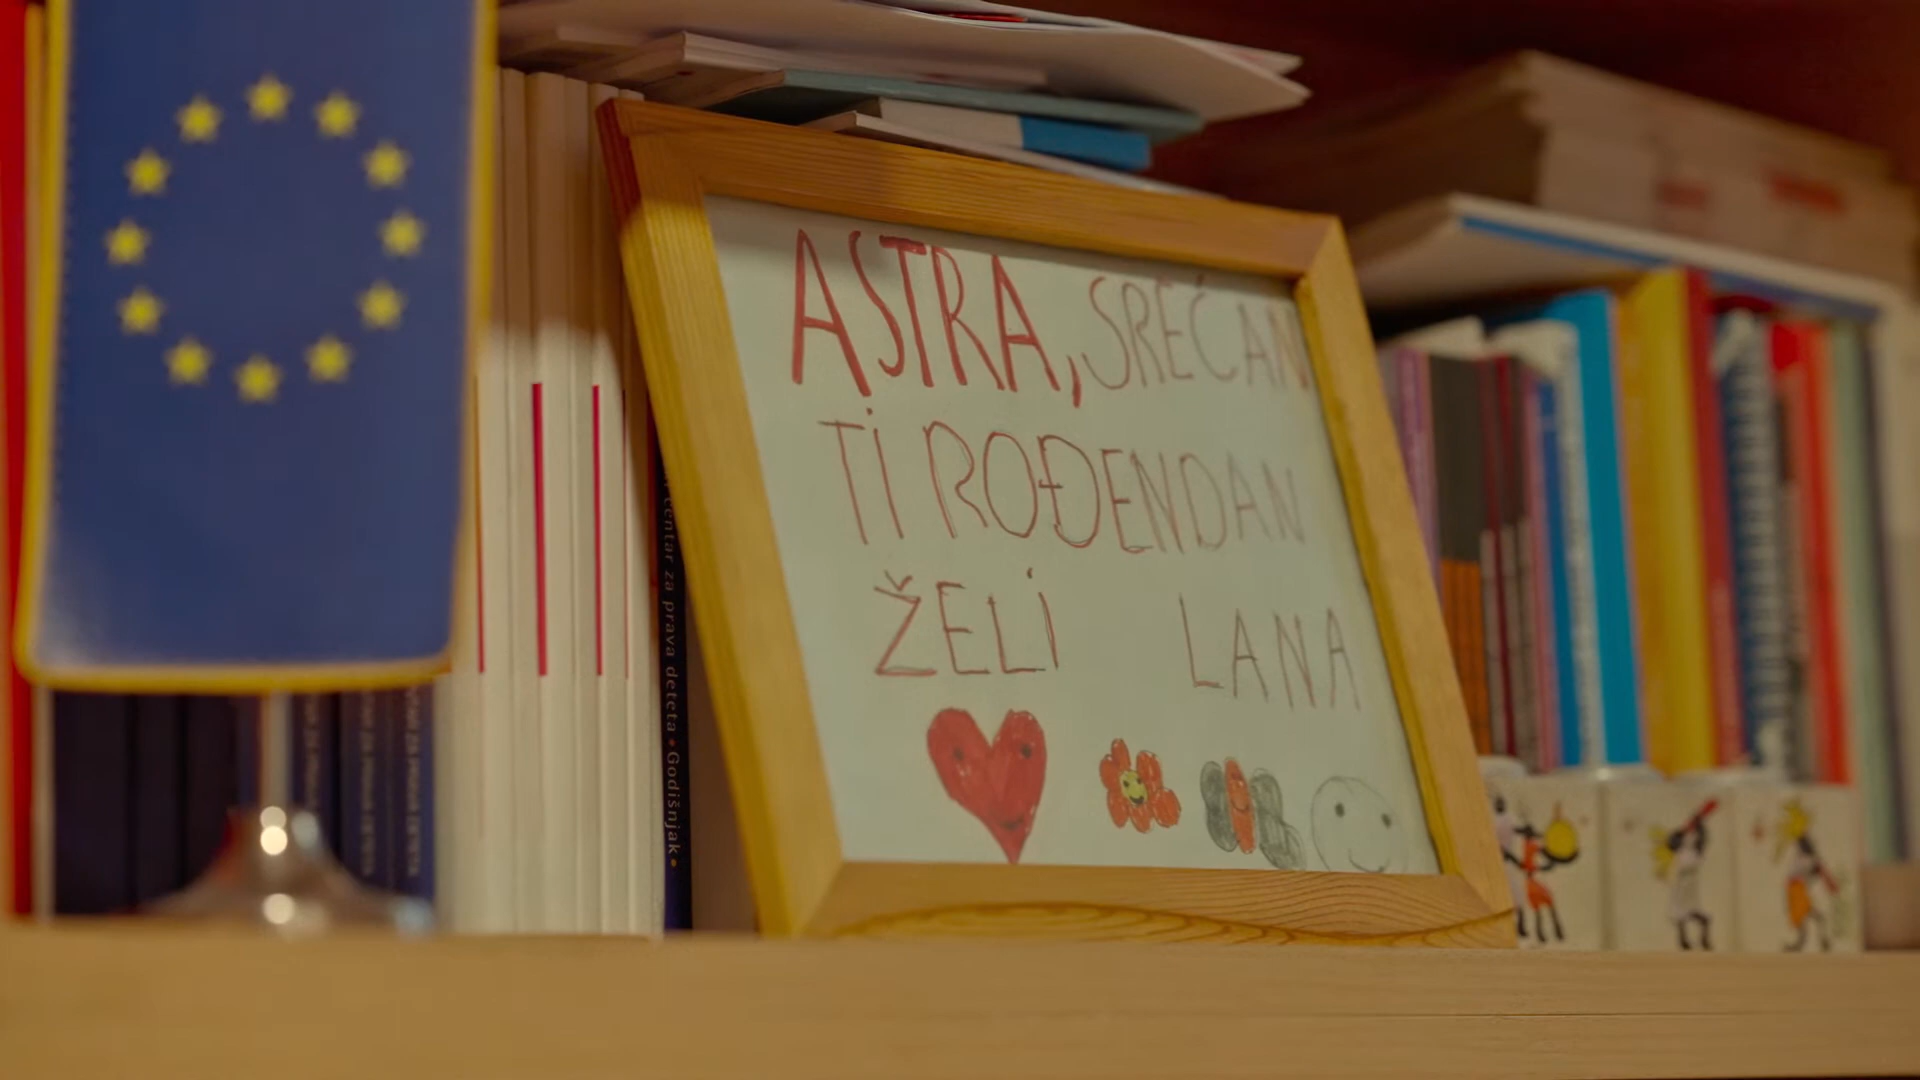 ASTRA, SREĆAN
TI ROĐENDAN
ŽELI LANA
centar za prava deteta • Godišnjak •